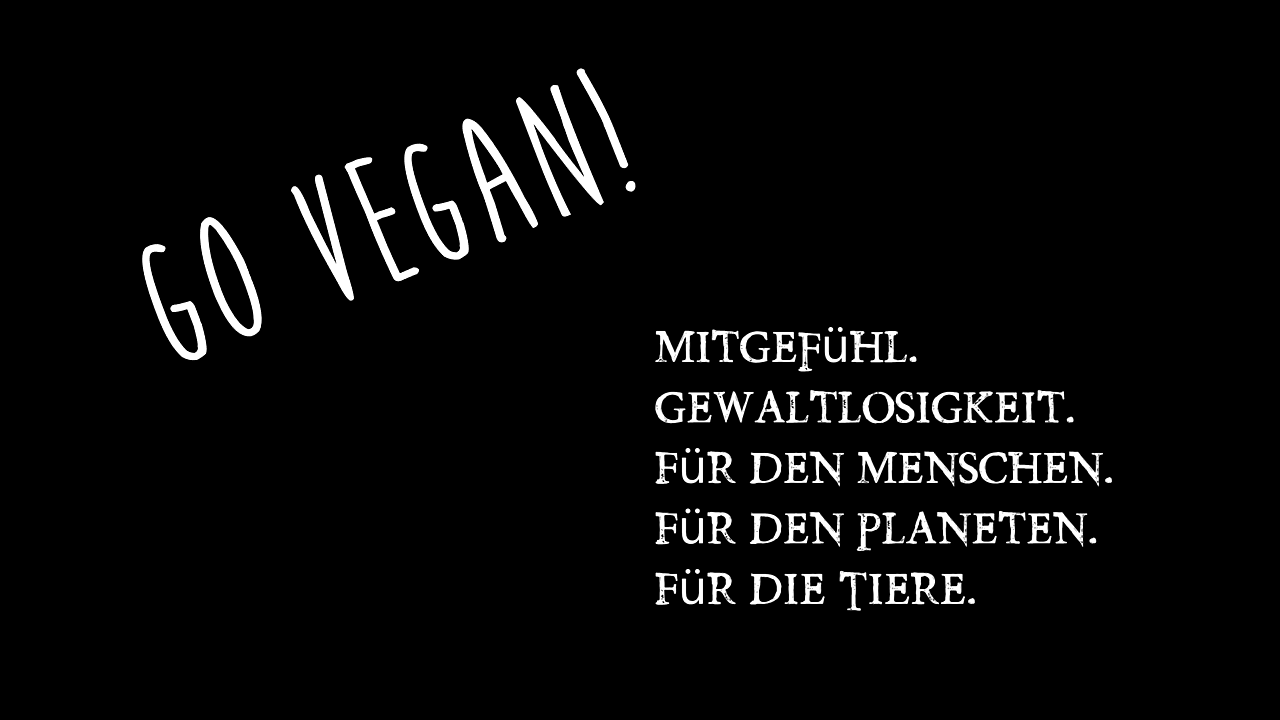 GO VEGAN!
MITGEFÜHL.
GEWALTLOSIGKEIT.
FÜR DEN MENSCHEN.
FÜR DEN PLANETEN.
FÜR DIE TIERE.